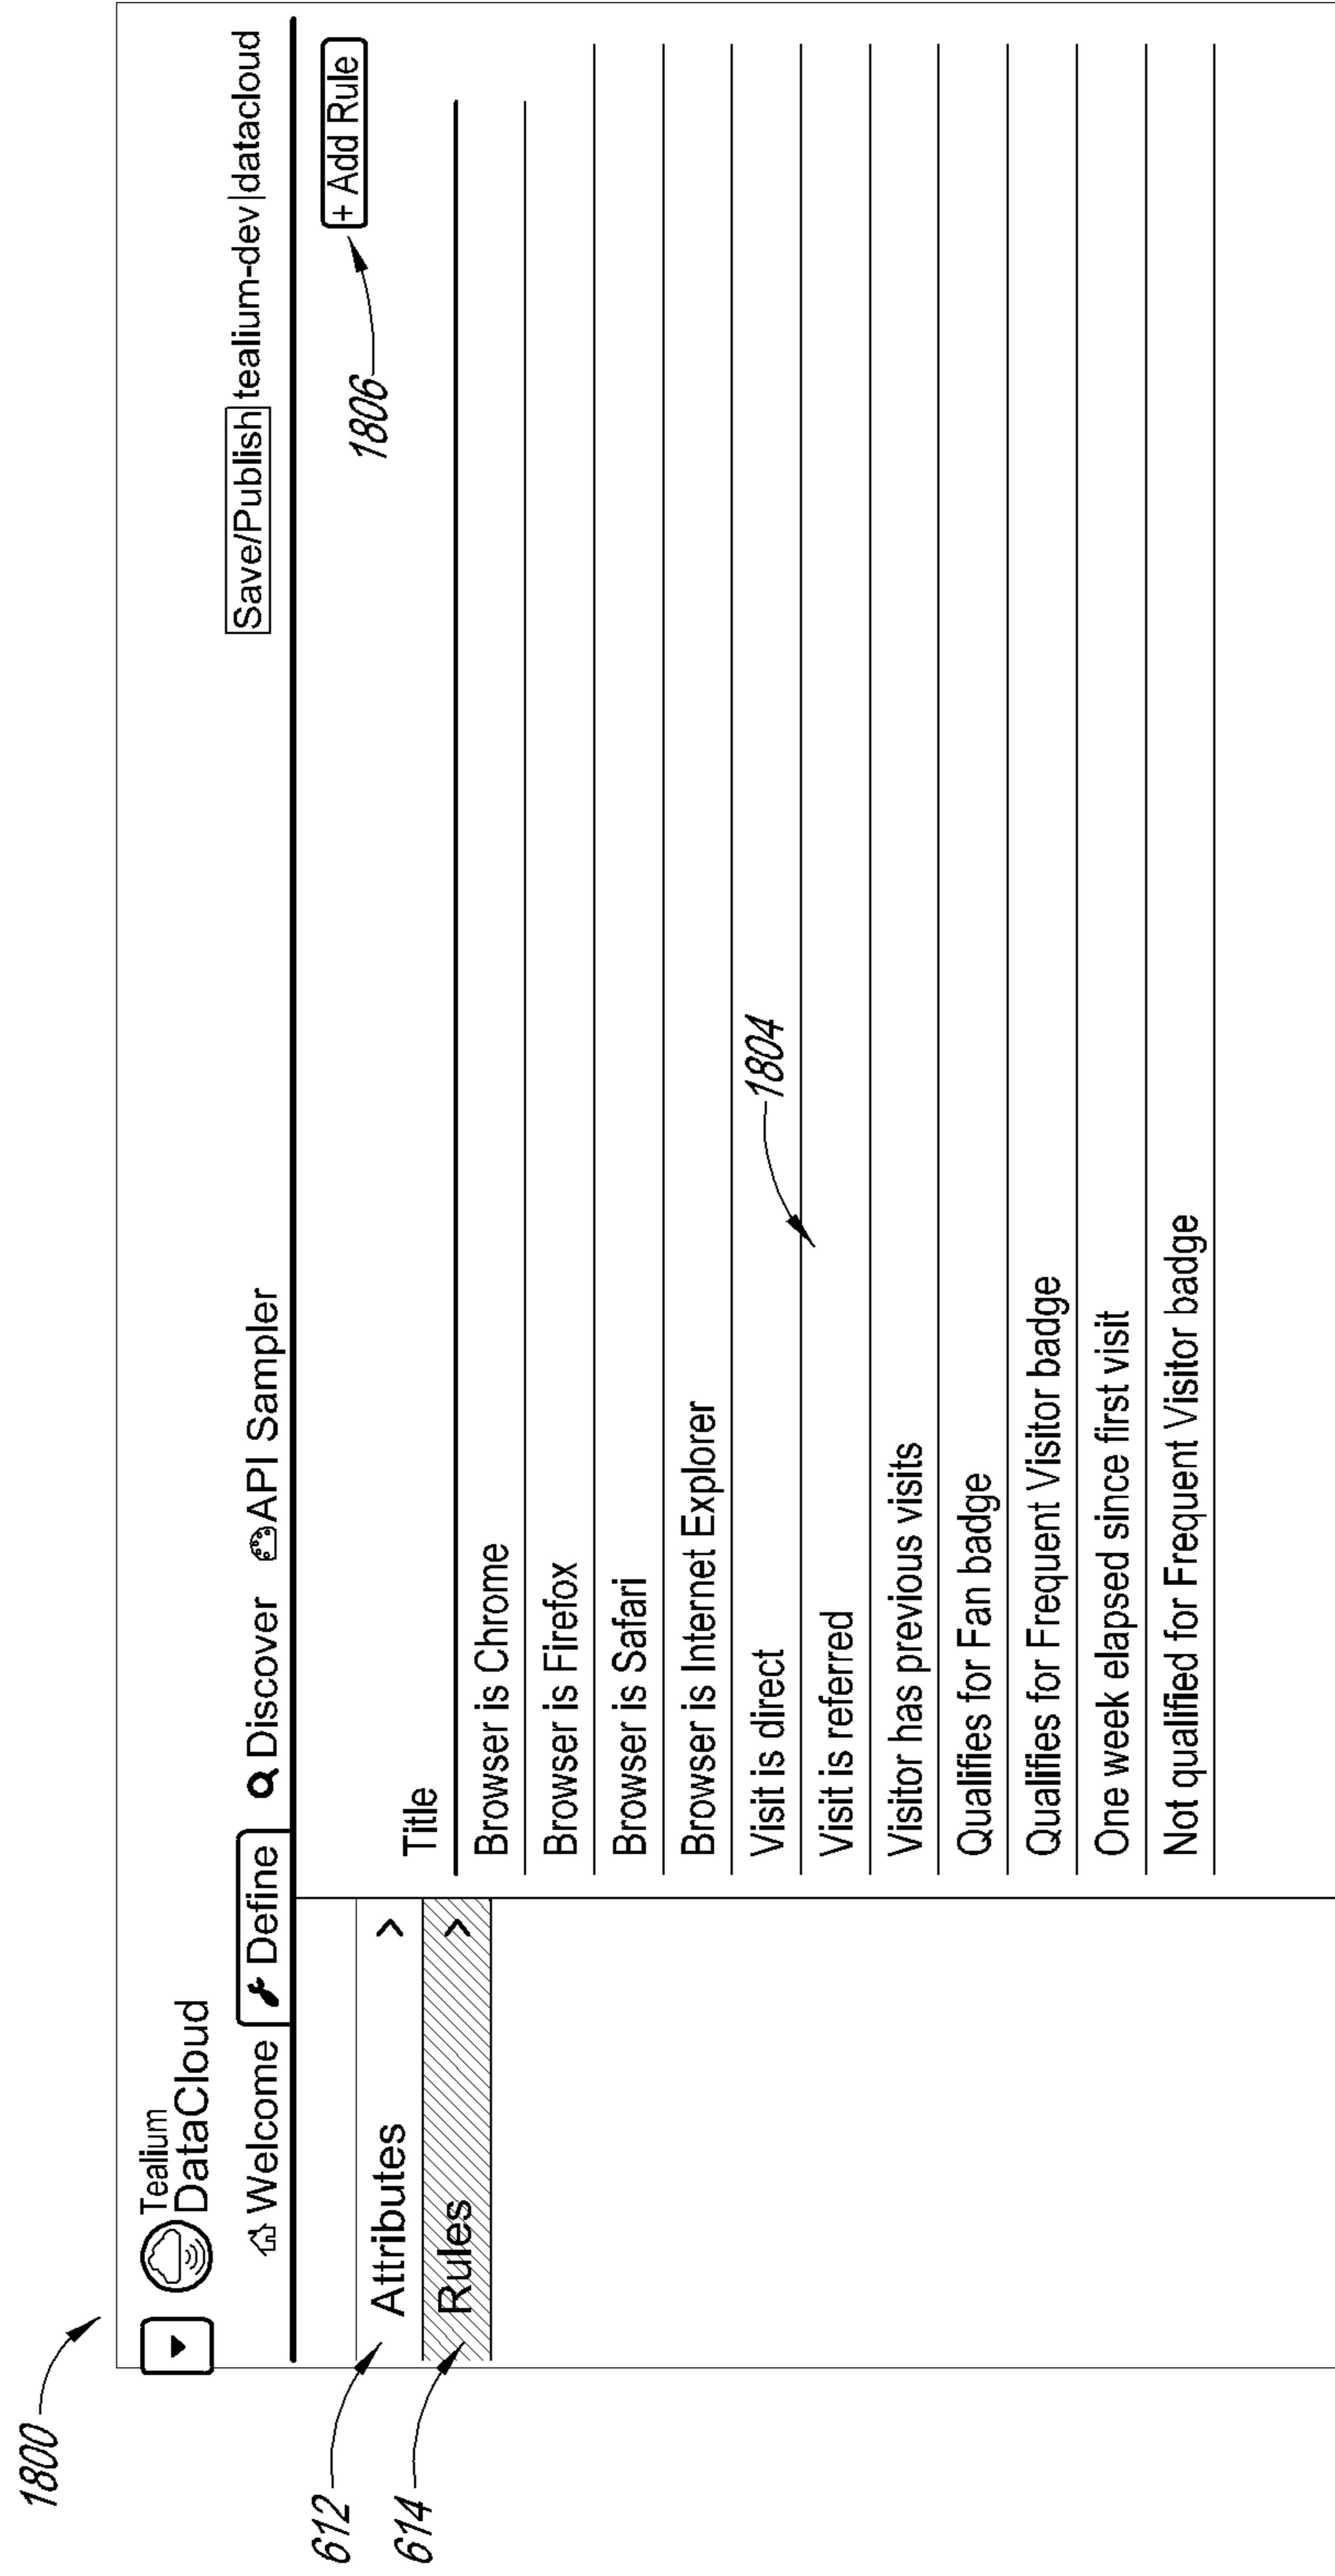 1800
Tealium
DataCloud
Save/Publish tealium-dev|datacloud
Welcome Define Discover API Sampler
612
Attributes >
614
Rules >
+ Add Rule
1806
Title
Browser is Chrome
Browser is Firefox
Browser is Safari
Browser is Internet Explorer
Visit is direct
1804
Visit is referred
Visitor has previous visits
Qualifies for Fan badge
Qualifies for Frequent Visitor badge
One week elapsed since first visit
Not qualified for Frequent Visitor badge